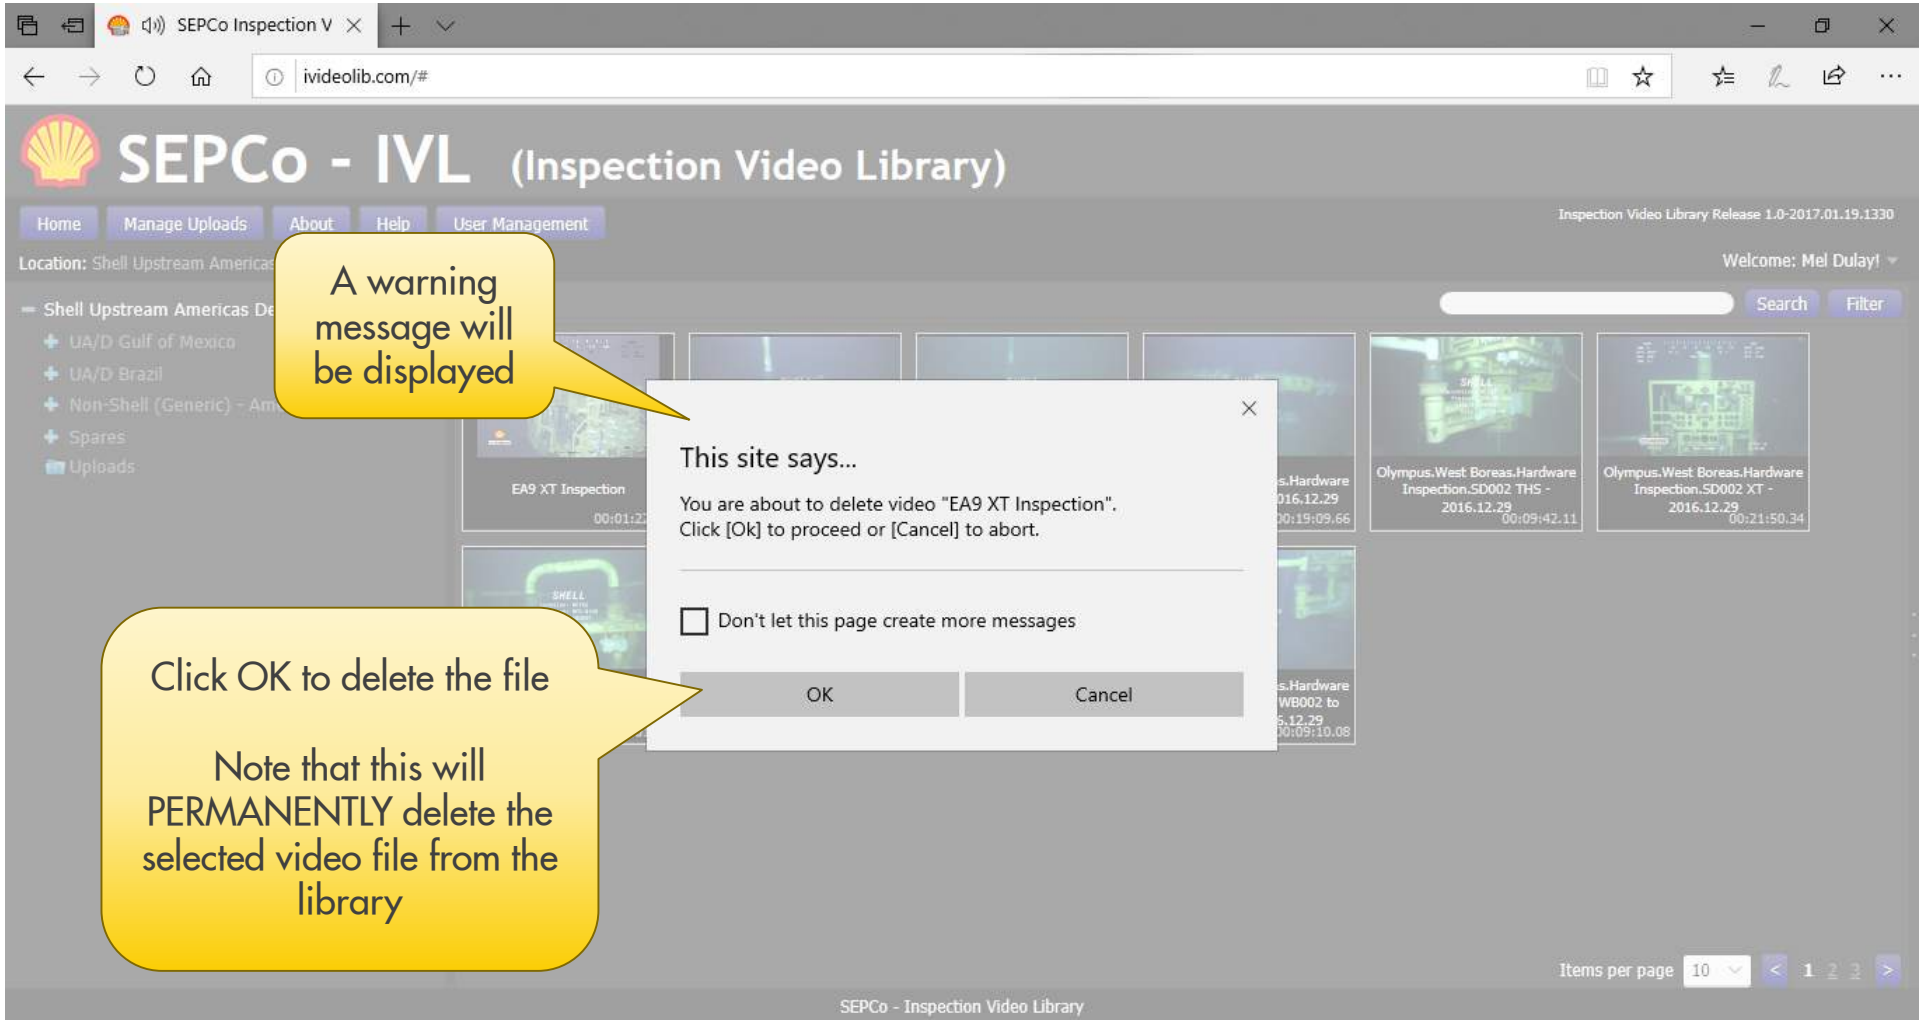 SEPCo Inspection V
ivideolib.com/#
SEPCo - IVL (Inspection Video Library)
Home Manage Uploads About Help User Management
Inspection Video Library Release 1.0-2017.01.19.1330
Location: Shell Upstream Americas
Welcome: Mel Dulay!
A warning
message will
be displayed
Shell Upstream Americas De
Search Filter
UA/D Gulf of Mexico
UA/D Brazil
Non-Shell (Generic) - Am
Spares
Uploads
EA9 XT Inspection
00:01:22
s.Hardware
016.12.29
00:19:09.66
SHELL
Olympus.West Boreas.Hardware
Inspection.SD002 THS -
2016.12.29
00:09:42.11
Olympus.West Boreas.Hardware
Inspection.SD002 XT -
2016.12.29
00:21:50.34
This site says...
You are about to delete video "EA9 XT Inspection".
Click [Ok] to proceed or [Cancel] to abort.
Don't let this page create more messages
OK Cancel
SHELL
s.Hardware
WB002 to
6.12.29
00:09:10.08
Click OK to delete the file
Note that this will
PERMANENTLY delete the
selected video file from the
library
Items per page 10 < 1 2 3 >
SEPCo - Inspection Video Library